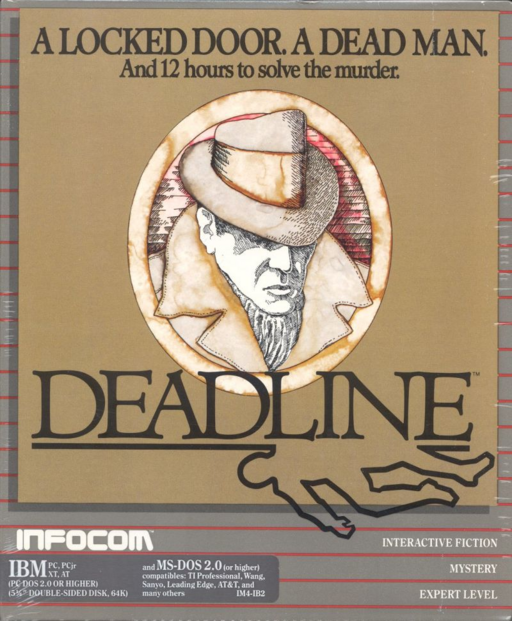 A LOCKED DOOR. A DEAD MAN.
And 12 hours to solve the murder.
DEADLINE™
INFOCOM™
INTERACTIVE FICTION
MYSTERY
EXPERT LEVEL
IBM PC, PCjr
XT, AT
(PC DOS 2.0 OR HIGHER)
(5¼" DOUBLE-SIDED DISK, 64K)
and MS-DOS 2.0 (or higher)
compatibles: TI Professional, Wang,
Sanyo, Leading Edge, AT&T, and
many others
IM4-IB2